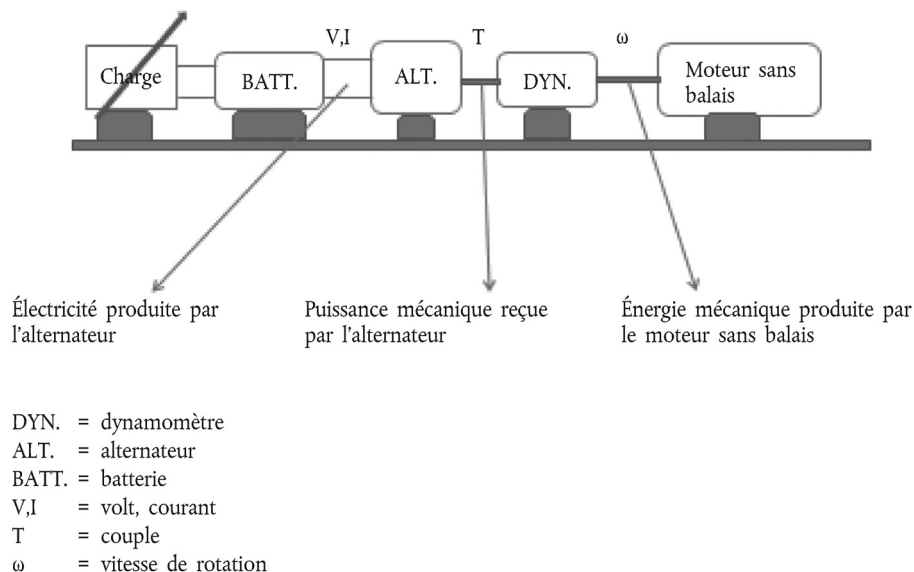 V,I T ω
Charge BATT. ALT. DYN. Moteur sans
balais
Électricité produite par
l'alternateur
Puissance mécanique reçue
par l'alternateur
Énergie mécanique produite par
le moteur sans balais
DYN. = dynamomètre
ALT. = alternateur
BATT. = batterie
V,I = volt, courant
T = couple
ω = vitesse de rotation